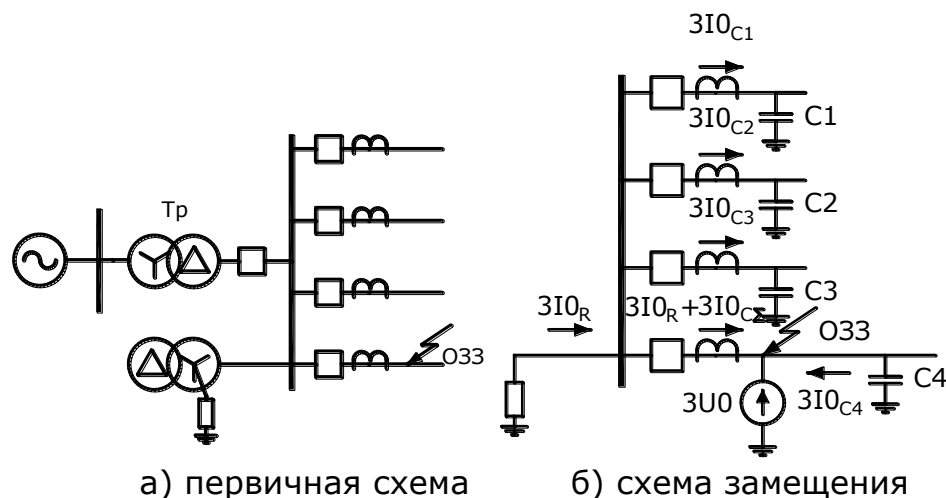 3I0C1
3I0C2
C1
3I0C3
C2
Тр
3I0R
3I0R+3I0CΣ
C3
ОЗЗ
ОЗЗ
3U0
3I0C4
C4
а) первичная схема
б) схема замещения